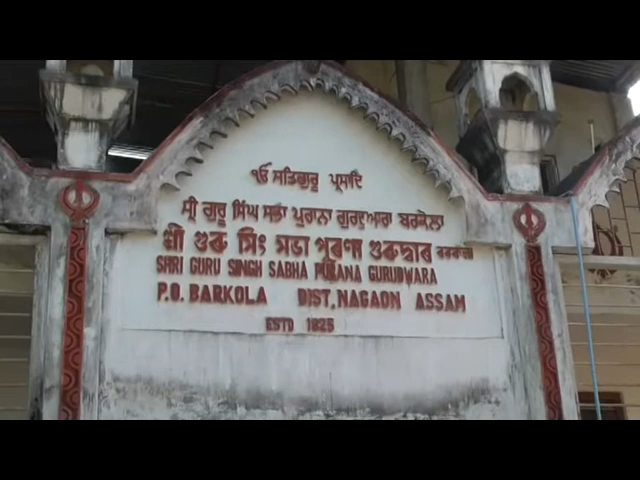 ੴ ਸਤਿਗੁਰੂ ਪ੍ਰਸਾਦਿ
ਸ੍ਰੀ ਗੁਰੂ ਸਿੰਘ ਸਭਾ ਪੁਰਾਨਾ ਗੁਰਦੁਆਰਾ ਬਰਕੋਲਾ
শ্ৰী গুৰু সিং সভা পুৰণা গুৰুদ্বাৰ বৰকলা
SHRI GURU SINGH SABHA PURANA GURUDWARA
P.O. BARKOLA DIST, NAGAON ASSAM
ESTD 1825